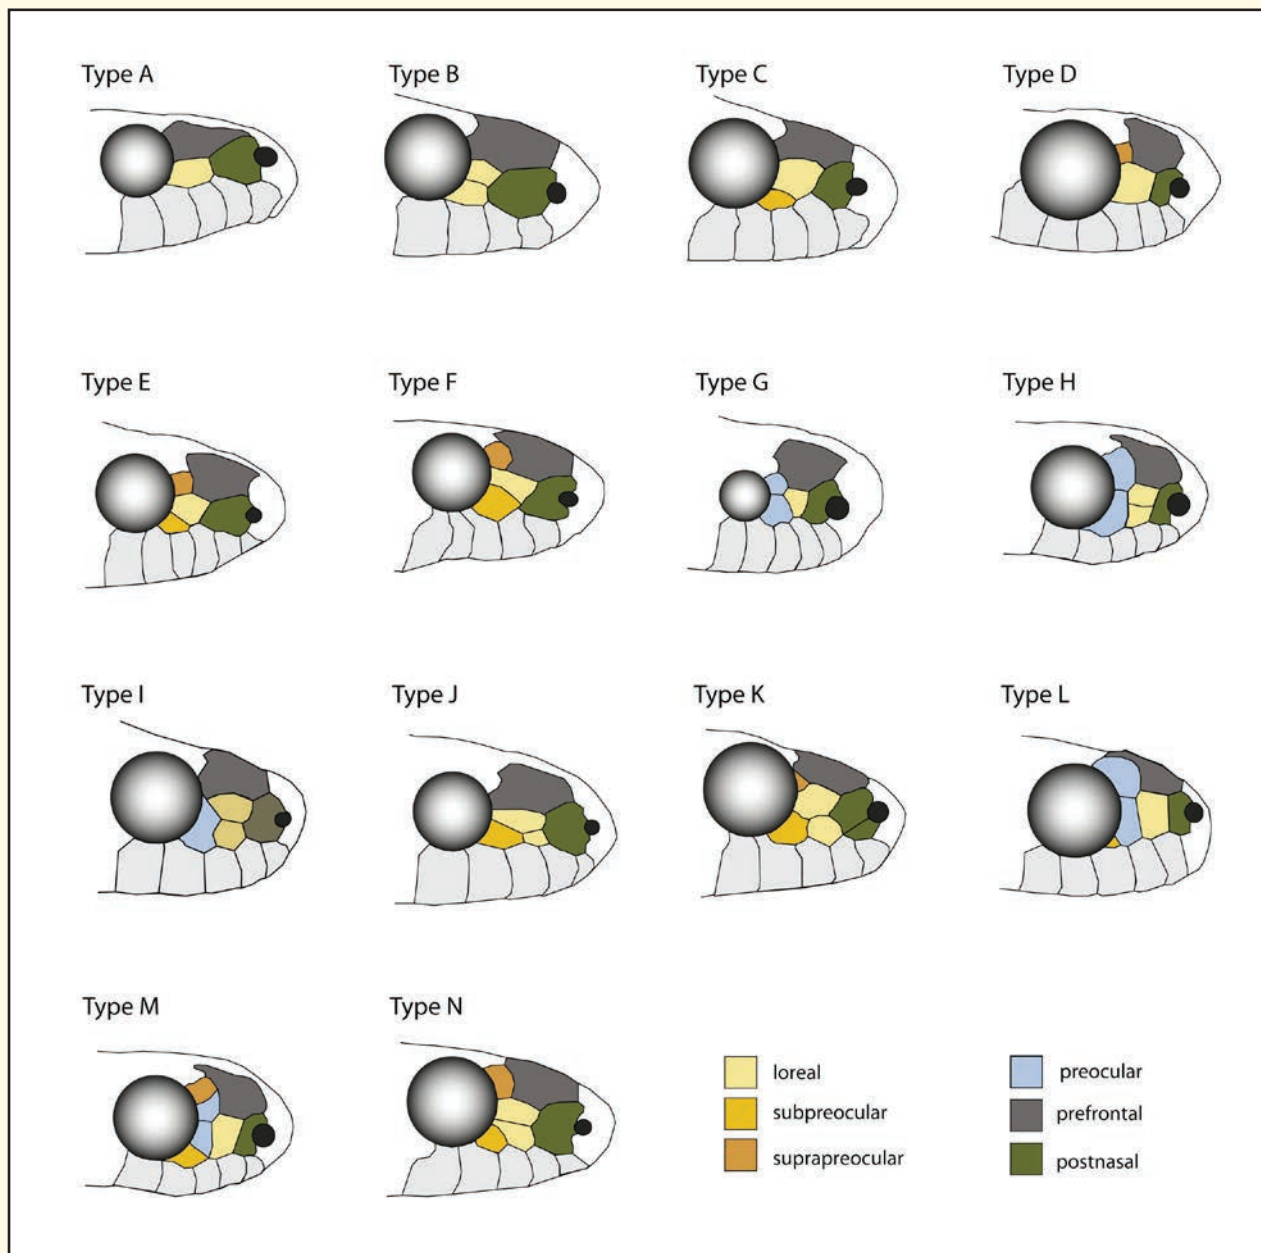 Type A
Type B
Type C
Type D
Type E
Type F
Type G
Type H
Type I
Type J
Type K
Type L
Type M
Type N
loreal
subpreocular
suprapreocular
preocular
prefrontal
postnasal